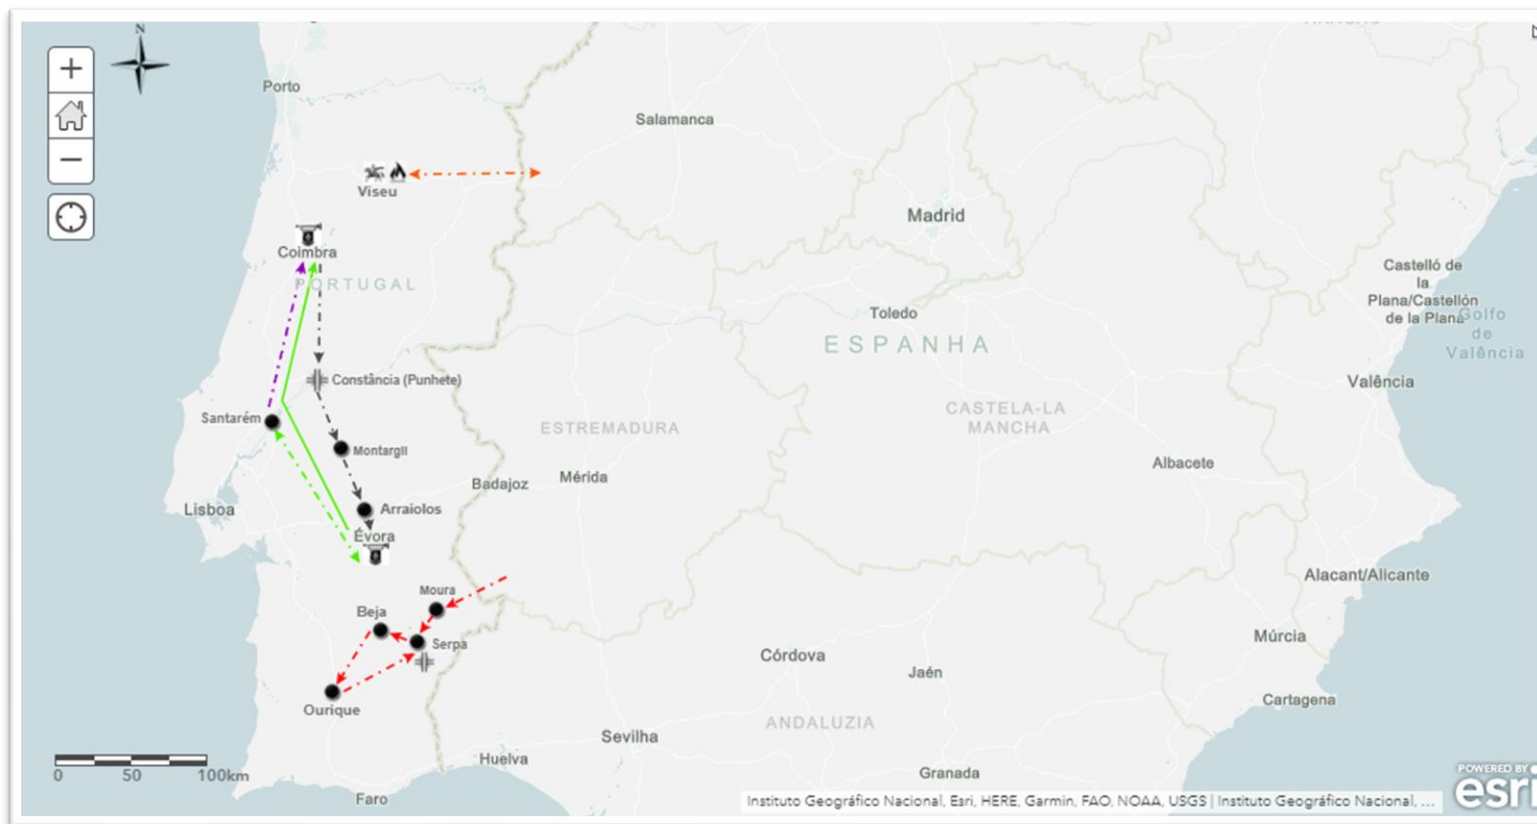 N
+
−
Porto
Salamanca
Viseu
Madrid
Coimbra
PORTUGAL
Castelló de
la
Plana/Castellón
de la Plana
Golfo
de
Valência
Toledo
ESPANHA
Constância (Punhete)
Valência
Santarém
CASTELA-LA
MANCHA
ESTREMADURA
Montargil
Albacete
Mérida
Badajoz
Lisboa
Arraiolos
Évora
Alacant/Alicante
Moura
Beja
Serpa
Múrcia
Córdova
Jaén
Cartagena
Ourique
ANDALUZIA
Sevilha
Huelva
Granada
0 50 100km
Faro
POWERED BY
esri
Instituto Geográfico Nacional, Esri, HERE, Garmin, FAO, NOAA, USGS | Instituto Geográfico Nacional, ...